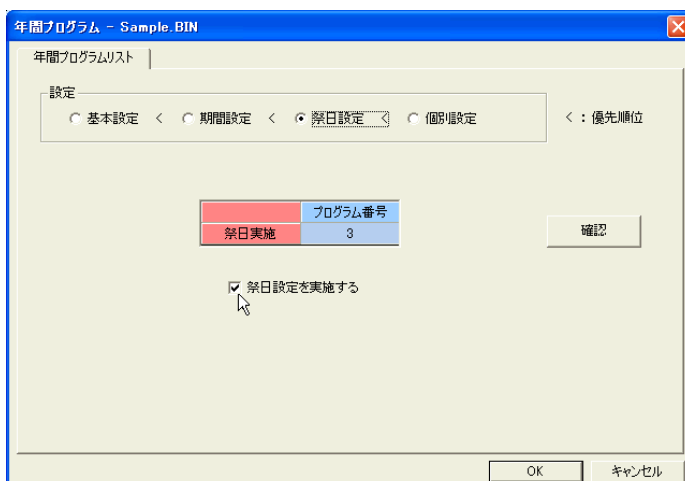 年間プログラム - Sample.BIN
年間プログラムリスト
設定
基本設定 < 期間設定 < 祭日設定 < 個別設定
< : 優先順位
プログラム番号
祭日実施 3
確認
祭日設定を実施する
OK キャンセル